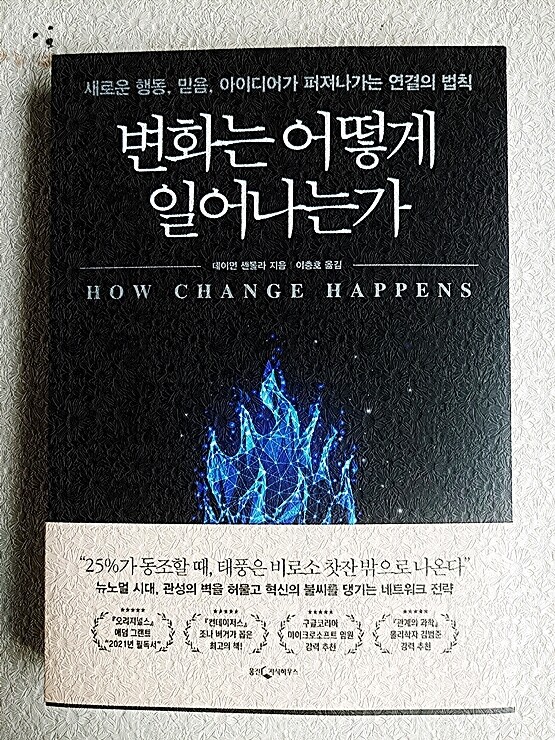 새로운 행동, 믿음, 아이디어가 퍼져나가는 연결의 법칙
변화는 어떻게
일어나는가
데이먼 센톨라 지음 | 이충호 옮김
HOW CHANGE HAPPENS
“25%가 동조할 때, 태풍은 비로소 찻잔 밖으로 나온다”
뉴노멀 시대, 관성의 벽을 허물고 혁신의 불씨를 댕기는 네트워크 전략
★★★★★
『오리지널스』
애덤 그랜트
“2021년 필독서”
★★★★★
『컨테이저스』
조나 버거가 꼽은
최고의 책!
★★★★★
구글코리아
마이크로소프트 임원
강력 추천
★★★★★
『관계의 과학』
물리학자 김범준
강력 추천
웅진 지식하우스